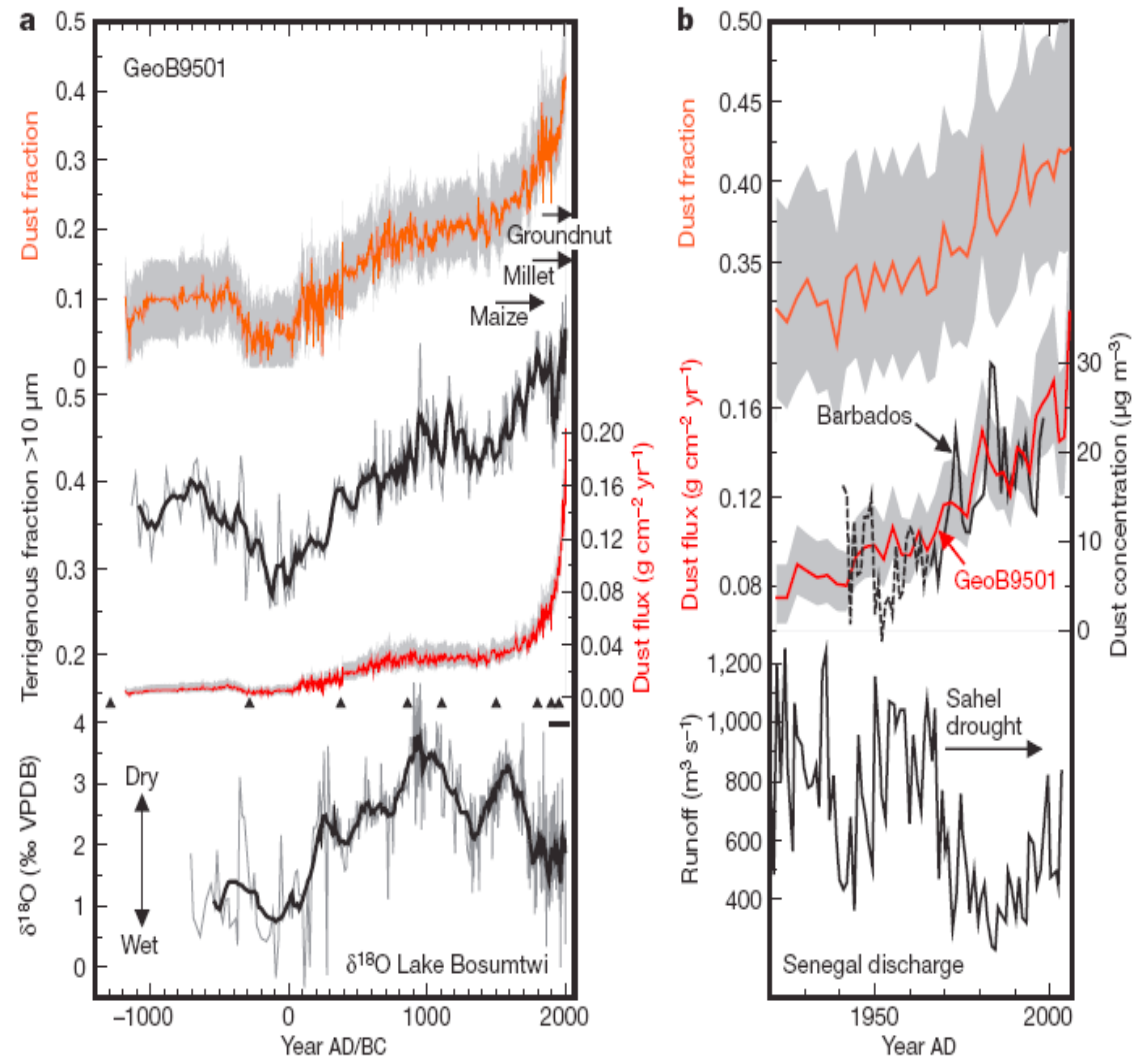 a
GeoB9501
Dust fraction
0.5
0.4
0.3
0.2
0.1
0
Groundnut
Millet
Maize
Terrigenous fraction >10 µm
0.5
0.4
0.3
0.2
0.20
0.16
0.12
0.08
0.04
0.00
Dust flux (g cm⁻² yr⁻¹)
δ¹⁸O (‰ VPDB)
4
3
2
1
0
Dry
Wet
δ¹⁸O Lake Bosumtwi
−1000 0 1000 2000
Year AD/BC
b
Dust fraction
0.50
0.45
0.40
0.35
Dust flux (g cm⁻² yr⁻¹)
0.16
0.12
0.08
Barbados
GeoB9501
30
20
10
0
Dust concentration (µg m⁻³)
Runoff (m³ s⁻¹)
1,200
1,000
800
600
400
Sahel
drought
Senegal discharge
1950 2000
Year AD